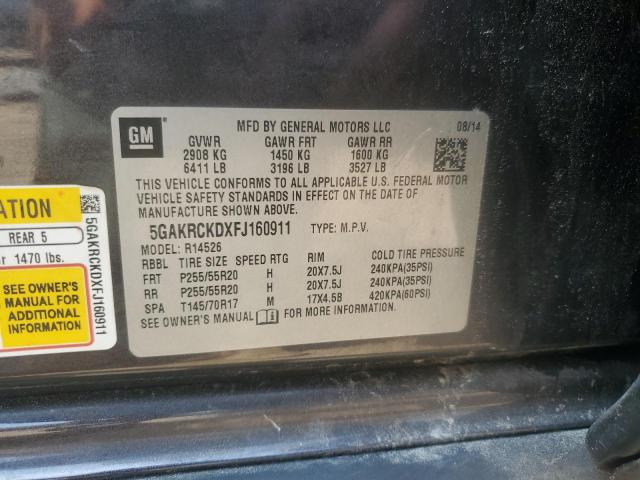 GM
MFD BY GENERAL MOTORS LLC
08/14
GVWR GAWR FRT GAWR RR
2908 KG 1450 KG 1600 KG
6411 LB 3196 LB 3527 LB
THIS VEHICLE CONFORMS TO ALL APPLICABLE U.S. FEDERAL MOTOR
VEHICLE SAFETY STANDARDS IN EFFECT ON THE DATE OF
MANUFACTURE SHOWN ABOVE.
5GAKRCKDXFJ160911 TYPE: M.P.V.
MODEL: R14526
RBBL TIRE SIZE SPEED RTG RIM COLD TIRE PRESSURE
FRT P255/55R20 H 20X7.5J 240KPA(35PSI)
RR P255/55R20 H 20X7.5J 240KPA(35PSI)
SPA T145/70R17 M 17X4.5B 420KPA(60PSI)
SEE OWNER'S MANUAL FOR MORE INFORMATION
ATION
REAR 5
1470 lbs.
SEE OWNER'S
MANUAL FOR
ADDITIONAL
INFORMATION
5GAKRCKDXFJ160911